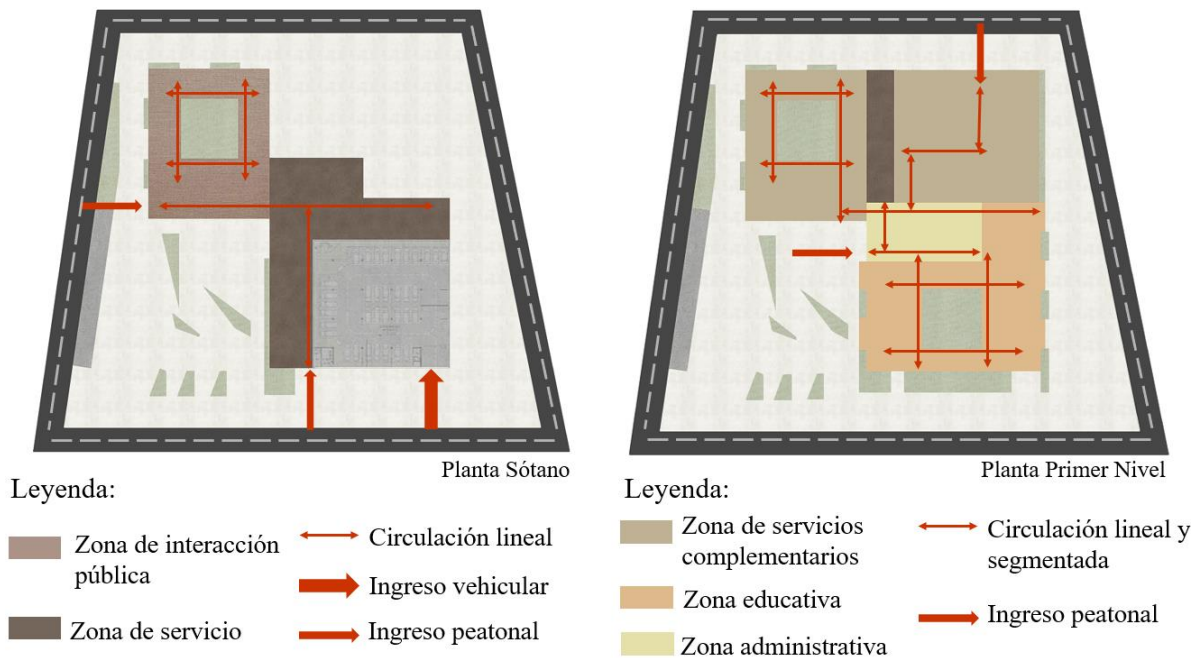 Planta Sótano
Leyenda:
Zona de interacción
pública
Zona de servicio
Circulación lineal
Ingreso vehicular
Ingreso peatonal
Planta Primer Nivel
Leyenda:
Zona de servicios
complementarios
Zona educativa
Zona administrativa
Circulación lineal y
segmentada
Ingreso peatonal